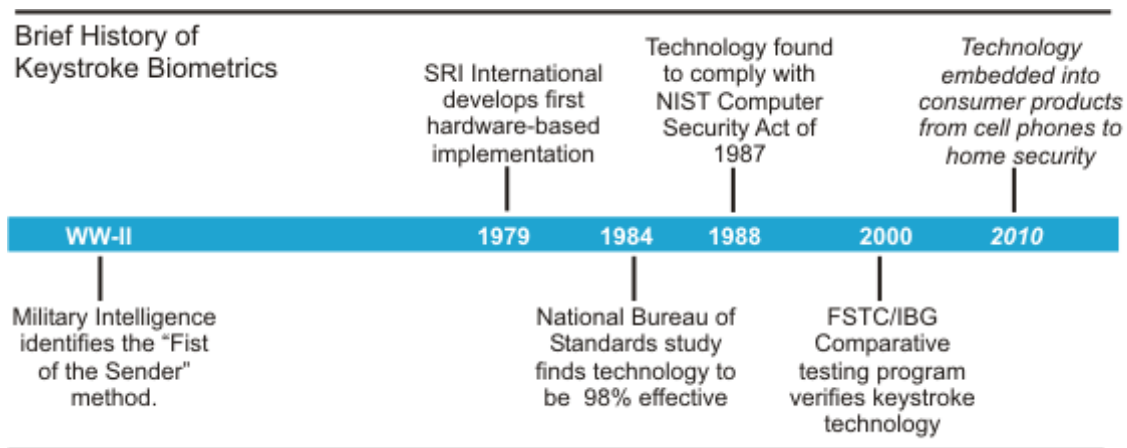 Brief History of
Keystroke Biometrics
SRI International
develops first
hardware-based
implementation
Technology found
to comply with
NIST Computer
Security Act of
1987
Technology
embedded into
consumer products
from cell phones to
home security
WW-II 1979 1984 1988 2000 2010
Military Intelligence
identifies the “Fist
of the Sender”
method.
National Bureau of
Standards study
finds technology to
be 98% effective
FSTC/IBG
Comparative
testing program
verifies keystroke
technology